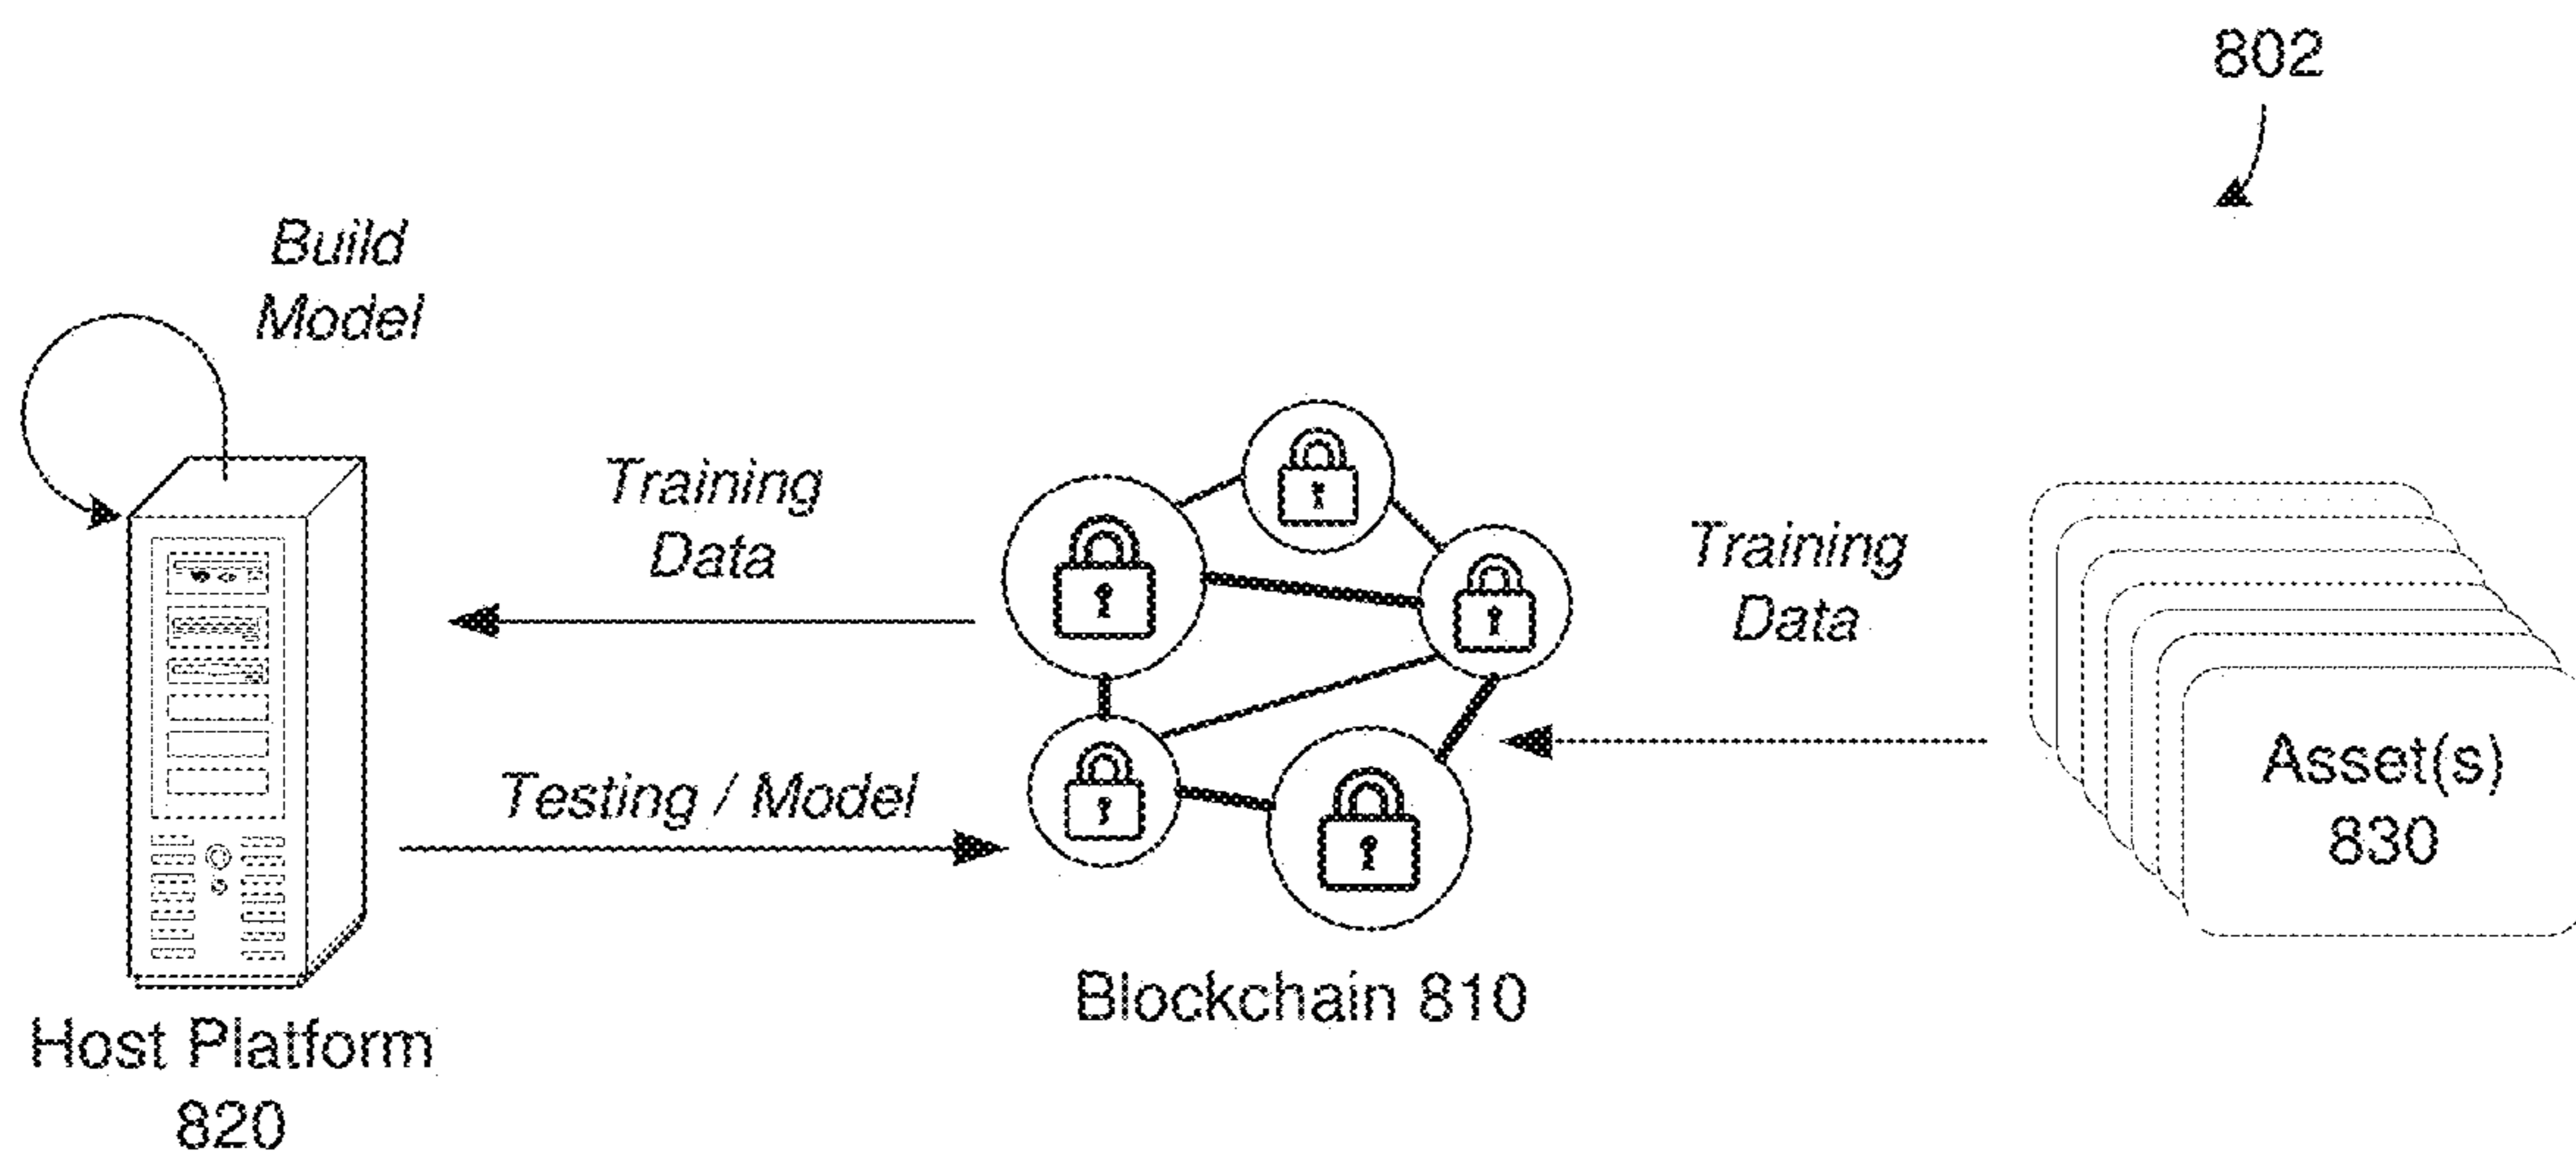 802
Build
Model
Training
Data
Training
Data
Testing / Model
Asset(s)
830
Blockchain 810
Host Platform
820